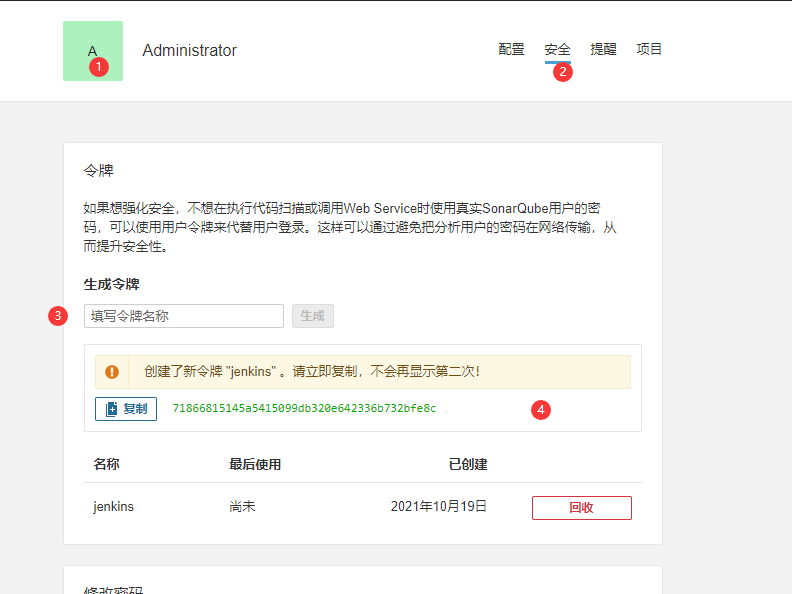 A
1
Administrator
配置 安全 提醒 项目
2
令牌
如果想强化安全，不想在执行代码扫描或调用Web Service时使用真实SonarQube用户的密
码，可以使用用户令牌来代替用户登录。这样可以通过避免把分析用户的密码在网络传输，从
而提升安全性。
生成令牌
3
填写令牌名称 生成
创建了新令牌 "jenkins" 。请立即复制，不会再显示第二次！
复制 71866815145a5415099db320e642336b732bfe8c 4
名称 最后使用 已创建
jenkins 尚未 2021年10月19日 回收
修改密码